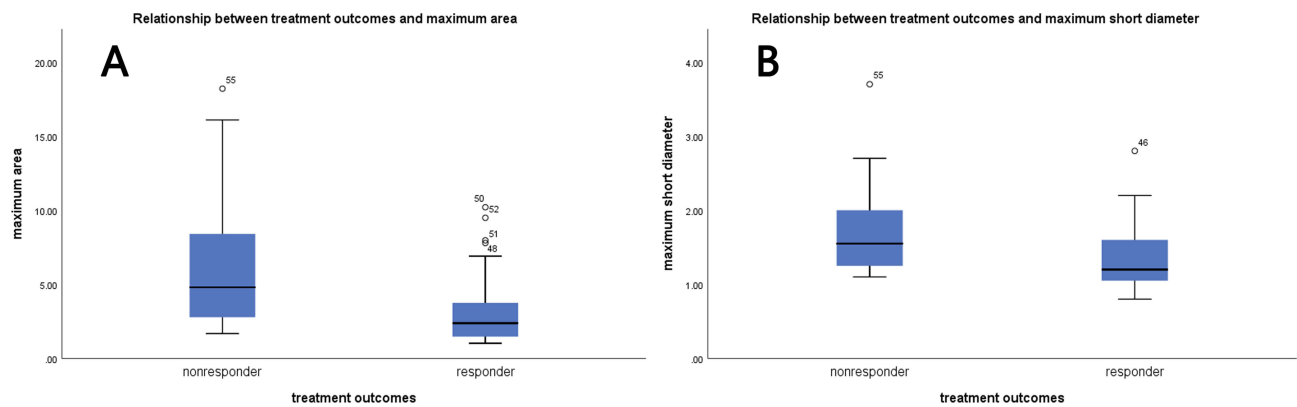 Relationship between treatment outcomes and maximum area
A
20.00
15.00
10.00
5.00
.00
maximum area
55
50
52
51
48
nonresponder
responder
treatment outcomes
Relationship between treatment outcomes and maximum short diameter
B
4.00
3.00
2.00
1.00
.00
maximum short diameter
55
46
nonresponder
responder
treatment outcomes